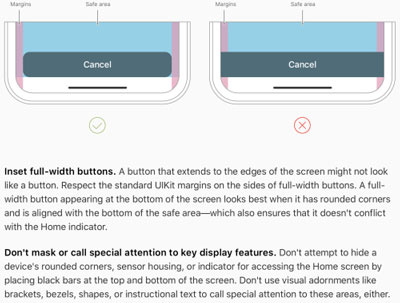 Margins Safe area Margins Safe area
Cancel Cancel
Inset full-width buttons. A button that extends to the edges of the screen might not look
like a button. Respect the standard UIKit margins on the sides of full-width buttons. A full-
width button appearing at the bottom of the screen looks best when it has rounded corners
and is aligned with the bottom of the safe area—which also ensures that it doesn't conflict
with the Home indicator.
Don't mask or call special attention to key display features. Don't attempt to hide a
device's rounded corners, sensor housing, or indicator for accessing the Home screen by
placing black bars at the top and bottom of the screen. Don't use visual adornments like
brackets, bezels, shapes, or instructional text to call special attention to these areas, either.